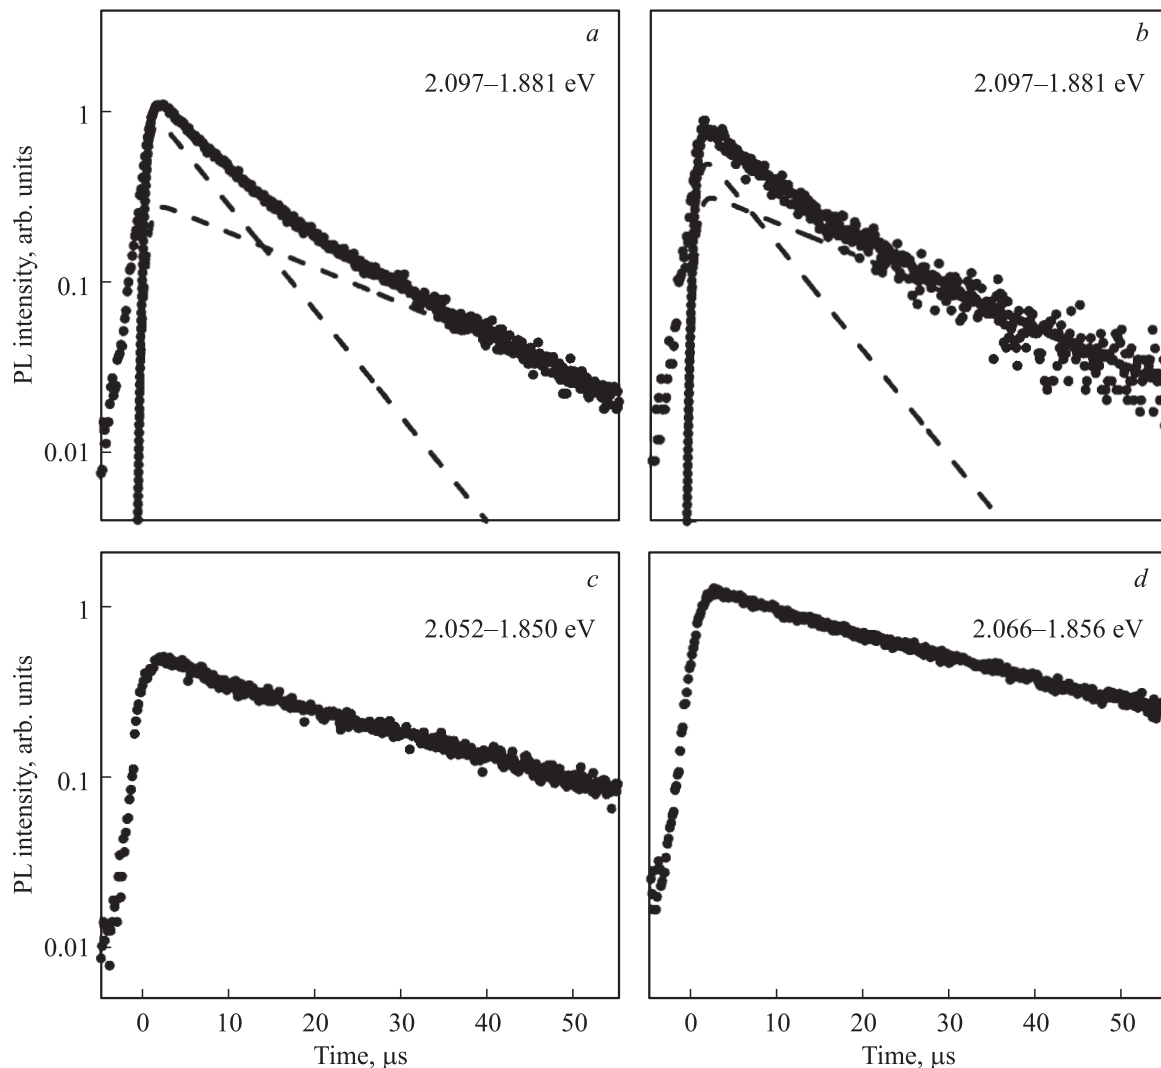 a
2.097–1.881 eV
1
0.1
0.01
PL intensity, arb. units
b
2.097–1.881 eV
c
2.052–1.850 eV
1
0.1
0.01
PL intensity, arb. units
0 10 20 30 40 50
Time, μs
d
2.066–1.856 eV
0 10 20 30 40 50
Time, μs